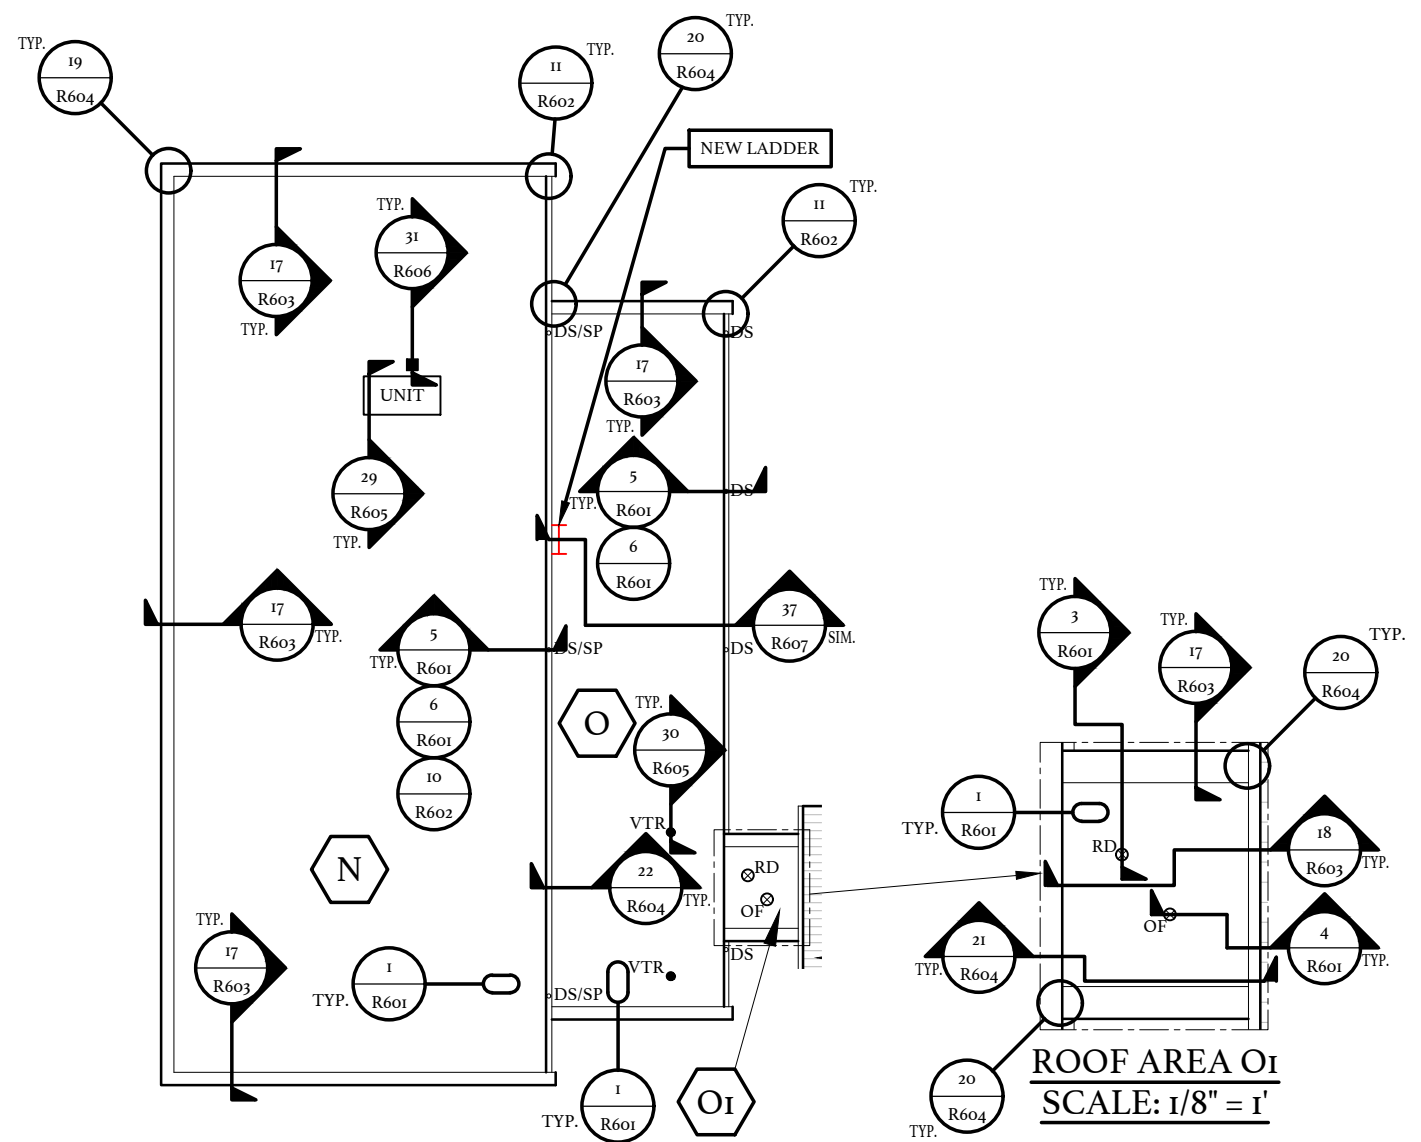 TYP.
19
R604
11
R602
TYP.
20
R604
TYP.
NEW LADDER
11
R602
TYP.
17
R603
TYP.
TYP.
31
R606
UNIT
29
R605
TYP.
DS/SP
DS
17
R603
TYP.
5
R601
TYP.
DS
6
R601
17
R603
TYP.
5
R601
TYP.
DS/SP
6
R601
10
R602
37
R607
SIM.
DS
O
TYP.
30
R605
VTR
N
22
R604
TYP.
RD
OF
DS
TYP.
17
R603
1
R601
TYP.
DS/SP
VTR
1
R601
TYP.
O1
TYP.
3
R601
TYP.
17
R603
TYP.
20
R604
1
R601
TYP.
RD
18
R603
TYP.
OF
4
R601
TYP.
21
R604
TYP.
20
R604
TYP.
ROOF AREA O1
SCALE: 1/8" = 1'